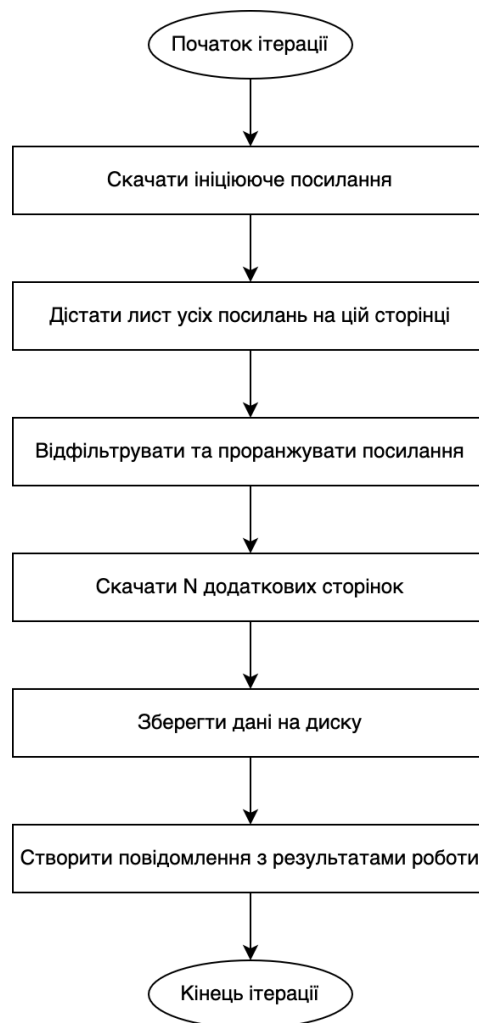 Початок ітерації
Скачати ініціююче посилання
Дістати лист усіх посилань на цій сторінці
Відфільтрувати та проранжувати посилання
Скачати N додаткових сторінок
Зберегти дані на диску
Створити повідомлення з результатами роботи
Кінець ітерації